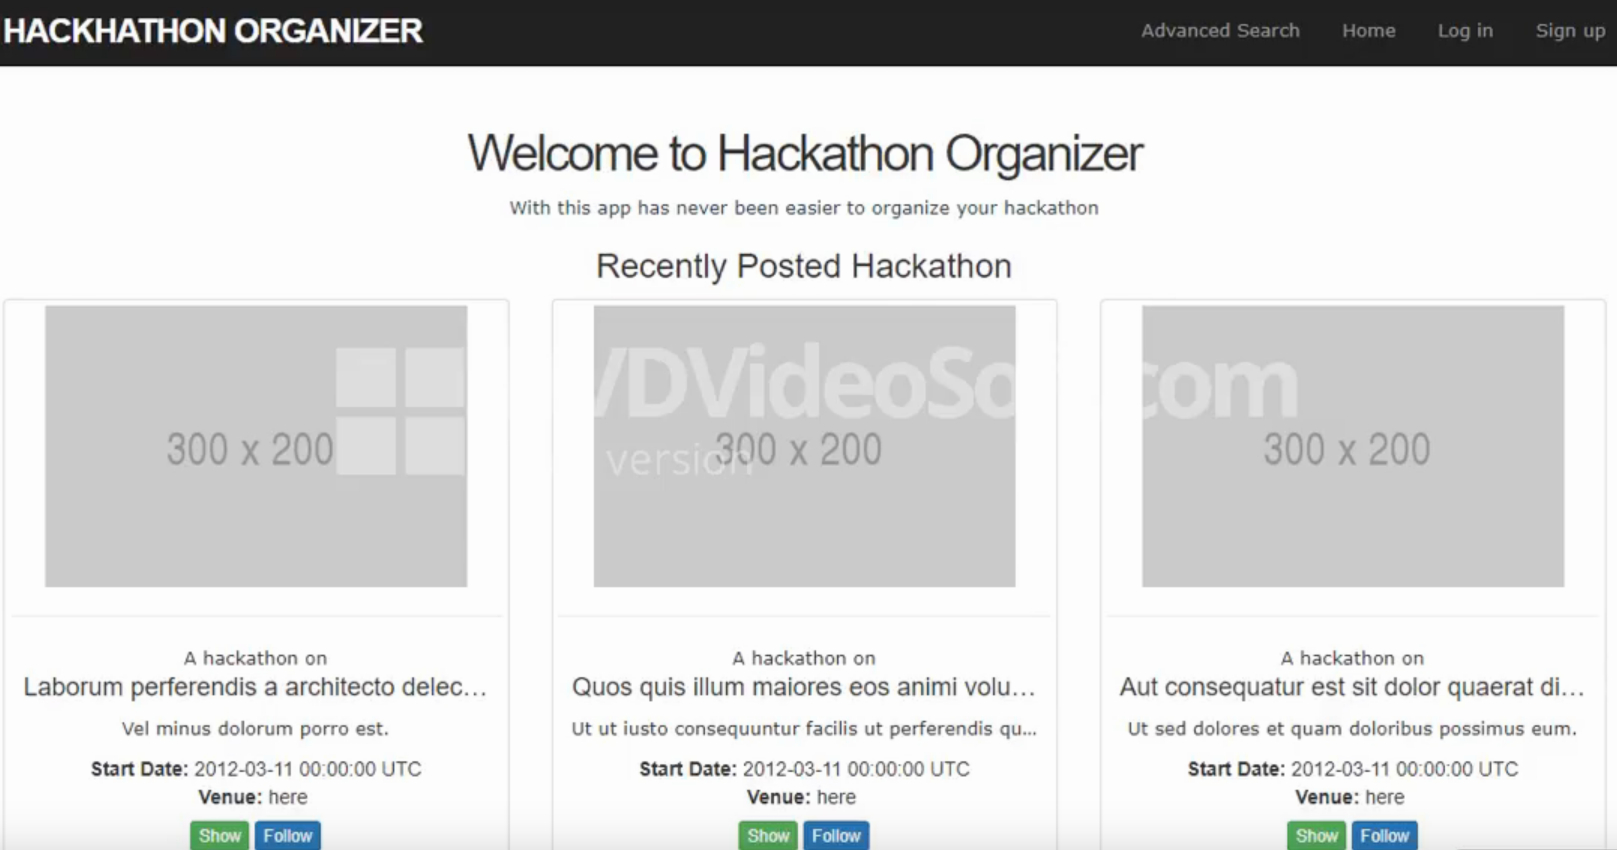 HACKHATHON ORGANIZER Advanced Search Home Log in Sign up
Welcome to Hackathon Organizer
With this app has never been easier to organize your hackathon
Recently Posted Hackathon
VDVideoSo .com
300 x 200 version 300 x 200 300 x 200
A hackathon on A hackathon on A hackathon on
Laborum perferendis a architecto delec... Quos quis illum maiores eos animi volu... Aut consequatur est sit dolor quaerat di...
Vel minus dolorum porro est. Ut ut iusto consequuntur facilis ut perferendis qu... Ut sed dolores et quam doloribus possimus eum.
Start Date: 2012-03-11 00:00:00 UTC Start Date: 2012-03-11 00:00:00 UTC Start Date: 2012-03-11 00:00:00 UTC
Venue: here Venue: here Venue: here
Show Follow Show Follow Show Follow